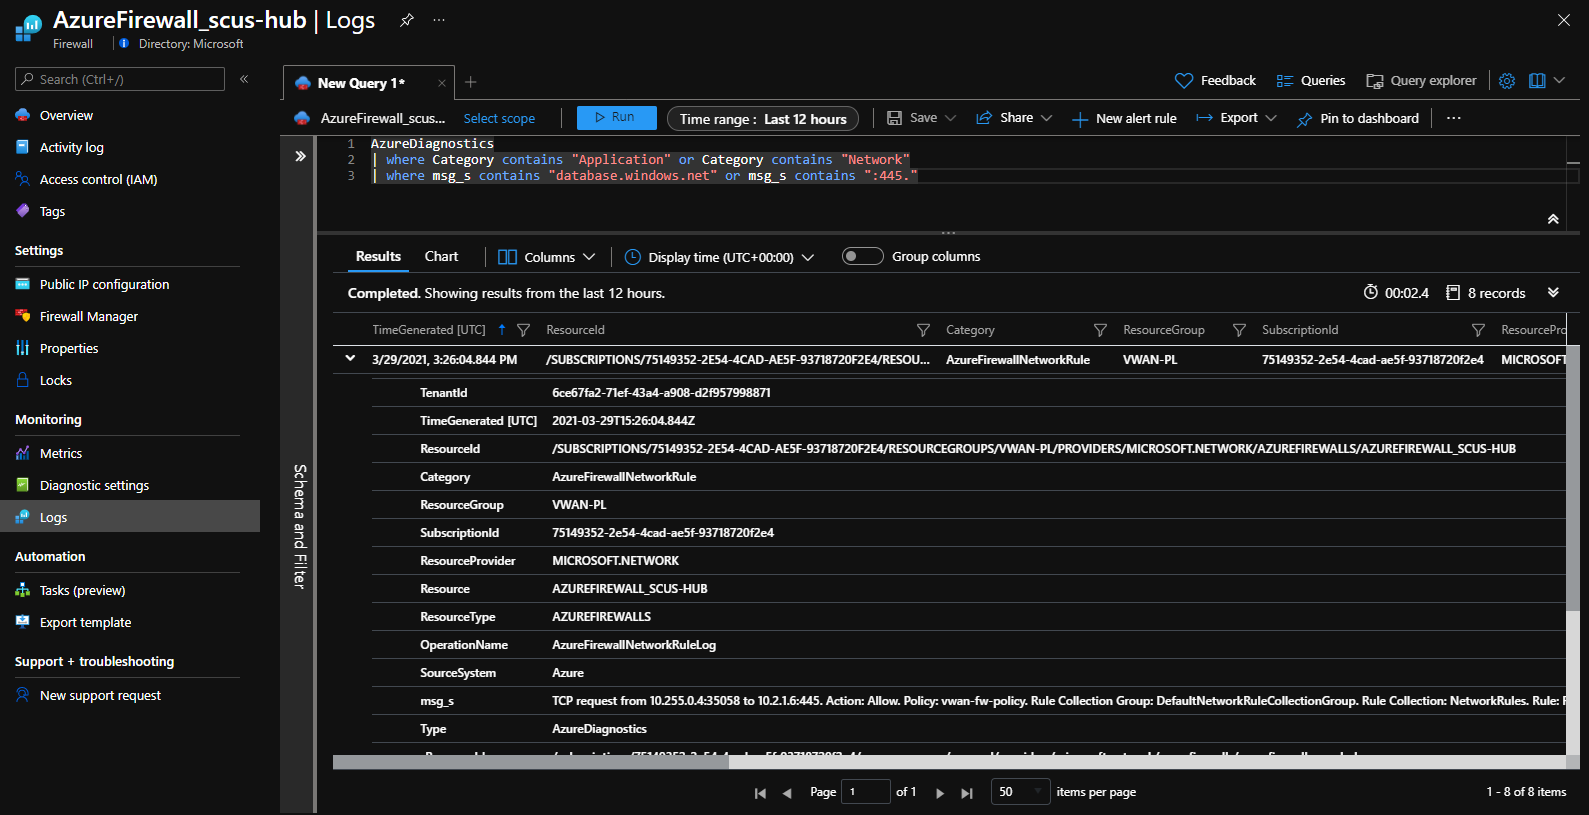 AzureFirewall_scus-hub | Logs
Firewall
Directory: Microsoft
Search (Ctrl+/)
Overview
Activity log
Access control (IAM)
Tags
Settings
Public IP configuration
Firewall Manager
Properties
Locks
Monitoring
Metrics
Diagnostic settings
Logs
Automation
Tasks (preview)
Export template
Support + troubleshooting
New support request
New Query 1*
Feedback
Queries
Query explorer
AzureFirewall_scus...
Select scope
Run
Time range : Last 12 hours
Save
Share
New alert rule
Export
Pin to dashboard
Schema and Filter
1 AzureDiagnostics
2 | where Category contains "Application" or Category contains "Network"
3 | where msg_s contains "database.windows.net" or msg_s contains ":445."
Results
Chart
Columns
Display time (UTC+00:00)
Group columns
Completed. Showing results from the last 12 hours.
00:02.4
8 records
TimeGenerated [UTC] ResourceId Category ResourceGroup SubscriptionId ResourcePro
3/29/2021, 3:26:04.844 PM /SUBSCRIPTIONS/75149352-2E54-4CAD-AE5F-93718720F2E4/RESOU... AzureFirewallNetworkRule VWAN-PL 75149352-2e54-4cad-ae5f-93718720f2e4 MICROSOFT
TenantId 6ce67fa2-71ef-43a4-a908-d2f957998871
TimeGenerated [UTC] 2021-03-29T15:26:04.844Z
ResourceId /SUBSCRIPTIONS/75149352-2E54-4CAD-AE5F-93718720F2E4/RESOURCEGROUPS/VWAN-PL/PROVIDERS/MICROSOFT.NETWORK/AZUREFIREWALLS/AZUREFIREWALL_SCUS-HUB
Category AzureFirewallNetworkRule
ResourceGroup VWAN-PL
SubscriptionId 75149352-2e54-4cad-ae5f-93718720f2e4
ResourceProvider MICROSOFT.NETWORK
Resource AZUREFIREWALL_SCUS-HUB
ResourceType AZUREFIREWALLS
OperationName AzureFirewallNetworkRuleLog
SourceSystem Azure
msg_s TCP request from 10.255.0.4:35058 to 10.2.1.6:445. Action: Allow. Policy: vwan-fw-policy. Rule Collection Group: DefaultNetworkRuleCollectionGroup. Rule Collection: NetworkRules. Rule:
Type AzureDiagnostics
Page 1 of 1
50 items per page
1 - 8 of 8 items